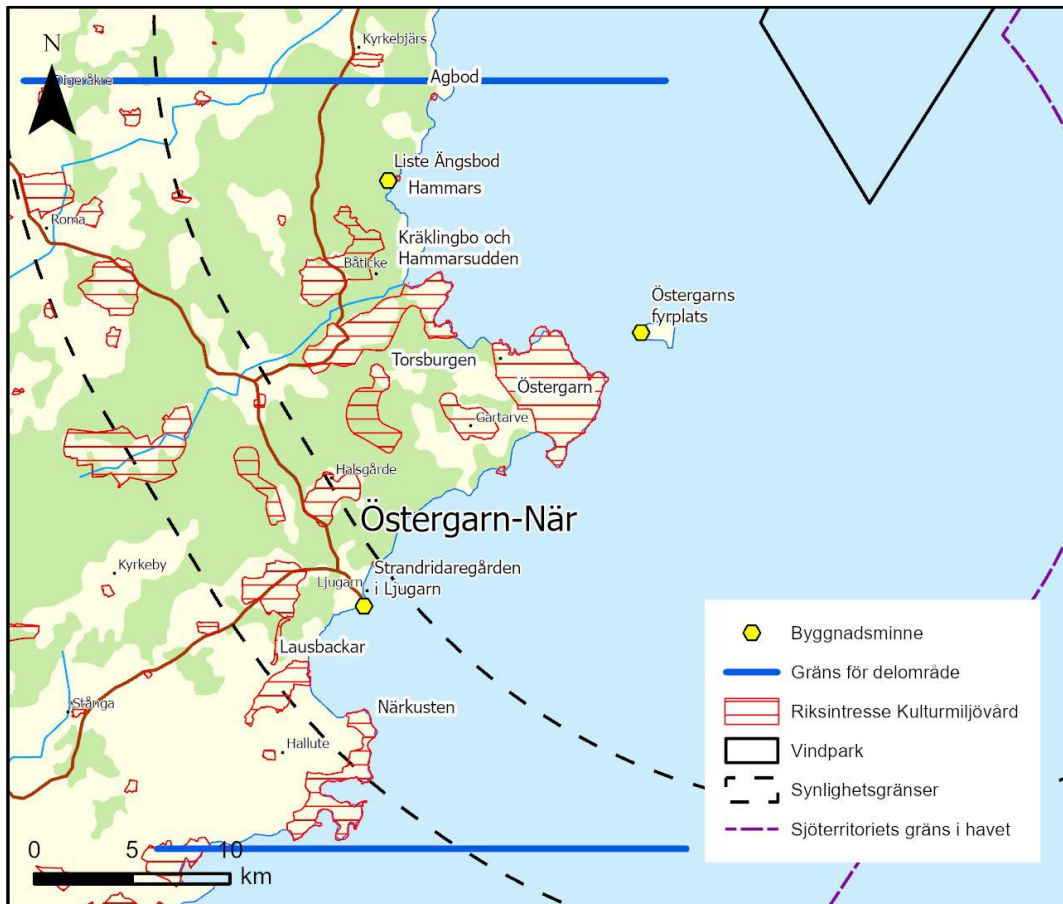 Kyrkebjärs
N
Agbod
Digeråkre
Liste Ängsbod
Hammars
Roma
Kräklingbo och
Hammarsudden
Båticke
Östergarns
fyrplats
Torsburgen
Östergarn
Gartarve
Halsgårde
Östergarn-När
Kyrkeby
Strandridaregården
i Ljugarn
Ljugarn
Lausbackar
Stånga
Närkusten
Hallute
Byggnadsminne
Gräns för delområde
Riksintresse Kulturmiljövård
Vindpark
Synlighetsgränser
Sjöterritoriets gräns i havet
0 5 10
km